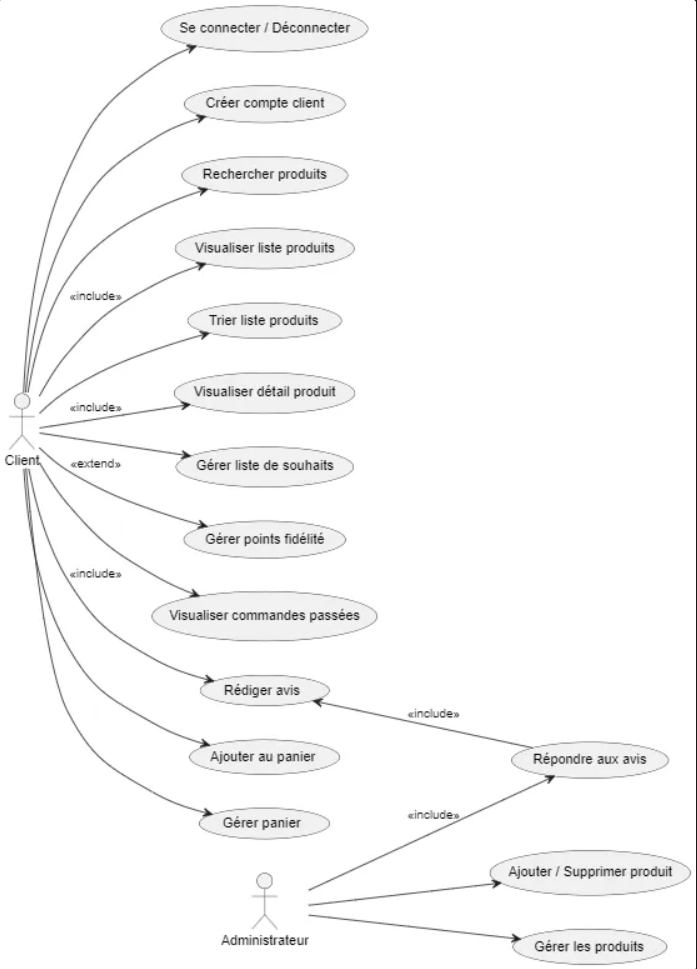 Se connecter / Déconnecter
Créer compte client
Rechercher produits
Visualiser liste produits
«include»
Trier liste produits
Visualiser détail produit
«include»
Client
«extend»
Gérer liste de souhaits
Gérer points fidélité
«include»
Visualiser commandes passées
Rédiger avis
«include»
Ajouter au panier
Répondre aux avis
Gérer panier
«include»
Ajouter / Supprimer produit
Administrateur
Gérer les produits